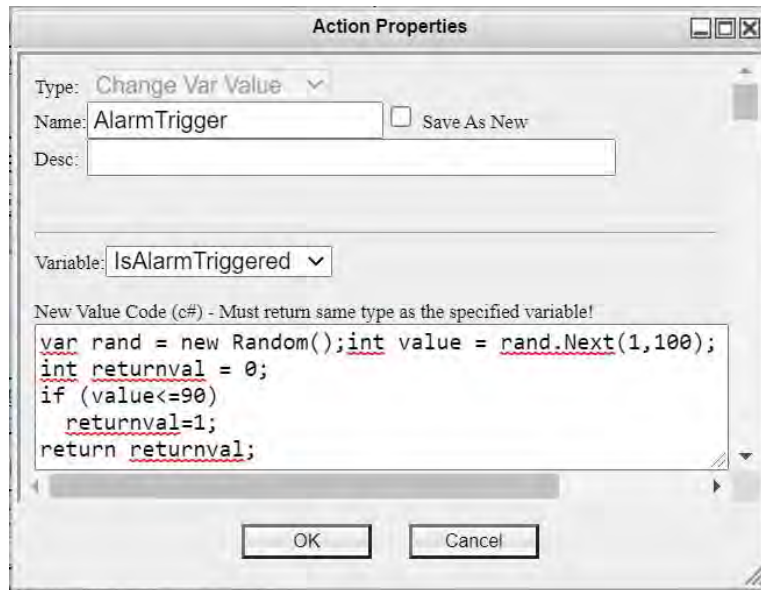 Action Properties
Type: Change Var Value
Name: AlarmTrigger Save As New
Desc:
Variable: IsAlarmTriggered
New Value Code (c#) - Must return same type as the specified variable!
var rand = new Random();int value = rand.Next(1,100);
int returnval = 0;
if (value<=90)
  returnval=1;
return returnval;
OK Cancel